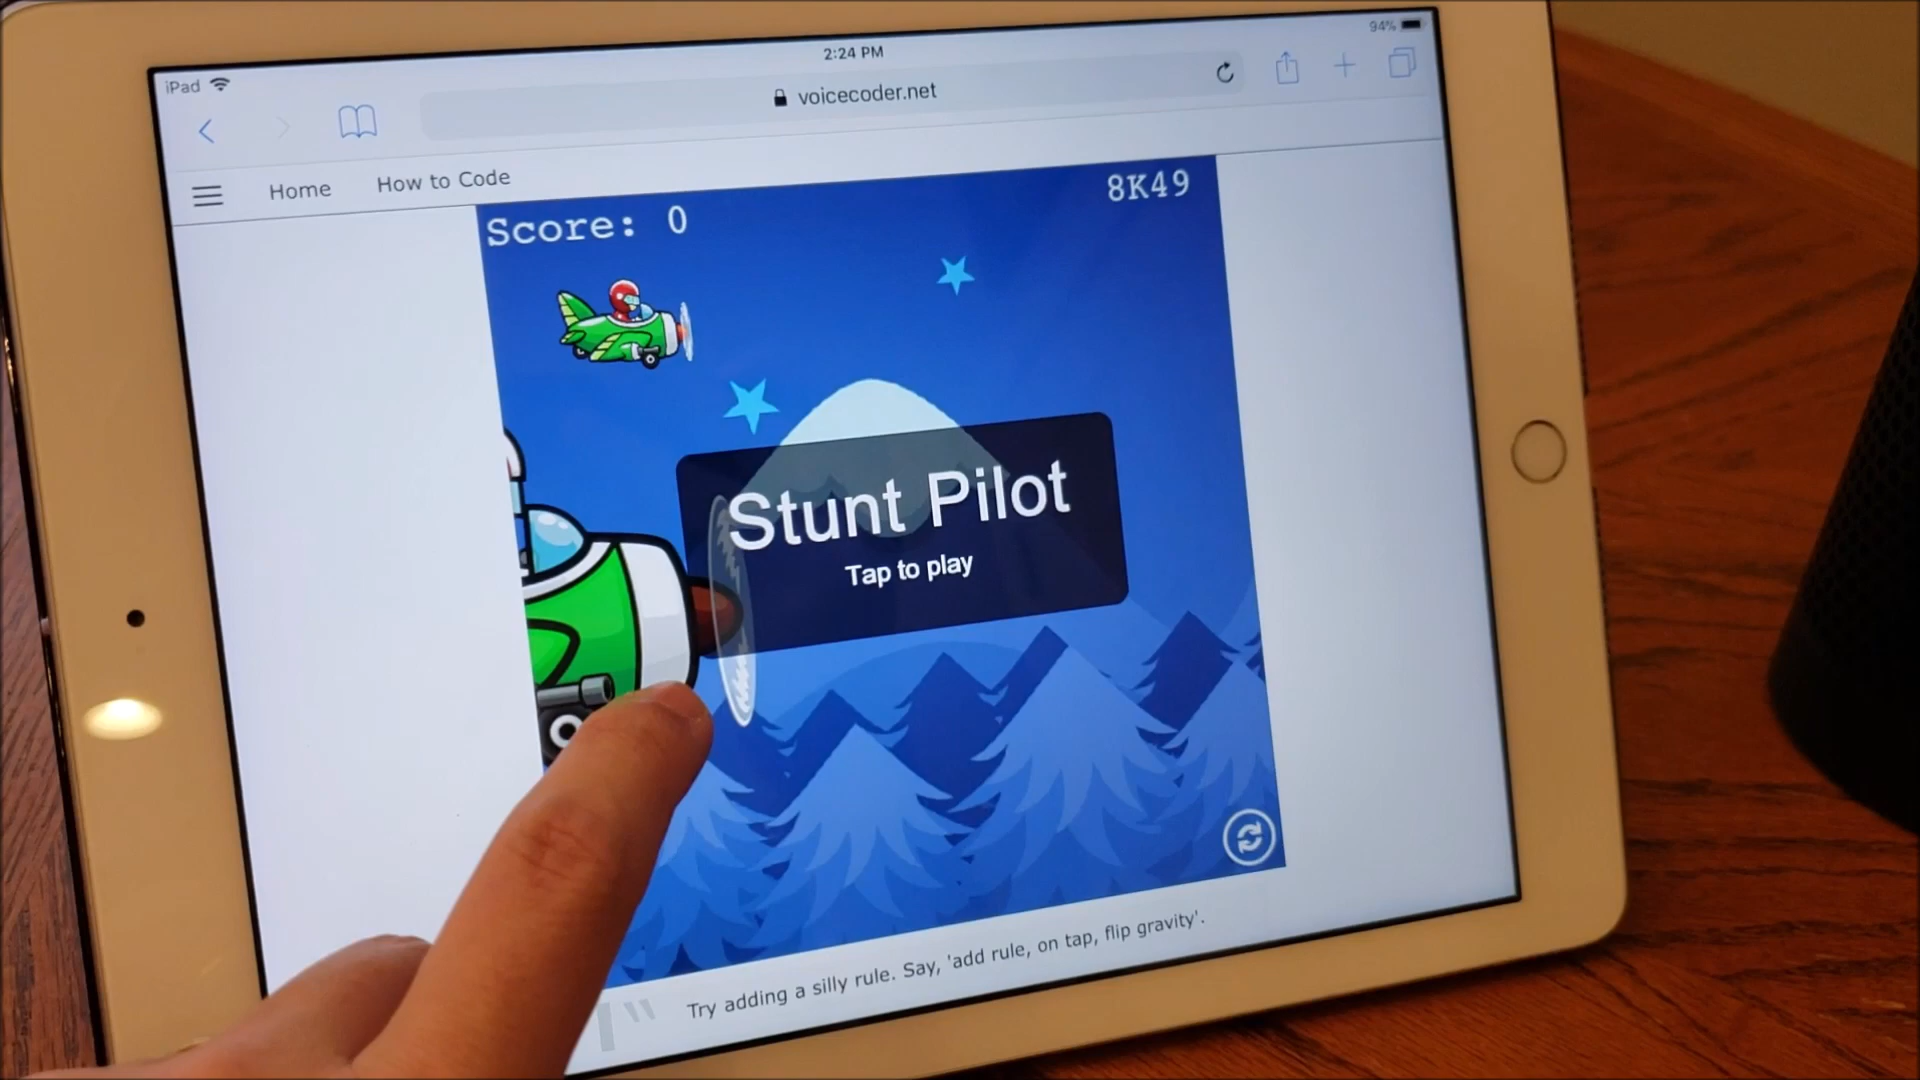 iPad
2:24 PM
94%
voicecoder.net
Home
How to Code
Score: 0
8K49
Stunt Pilot
Tap to play
Try adding a silly rule. Say, 'add rule, on tap, flip gravity'.